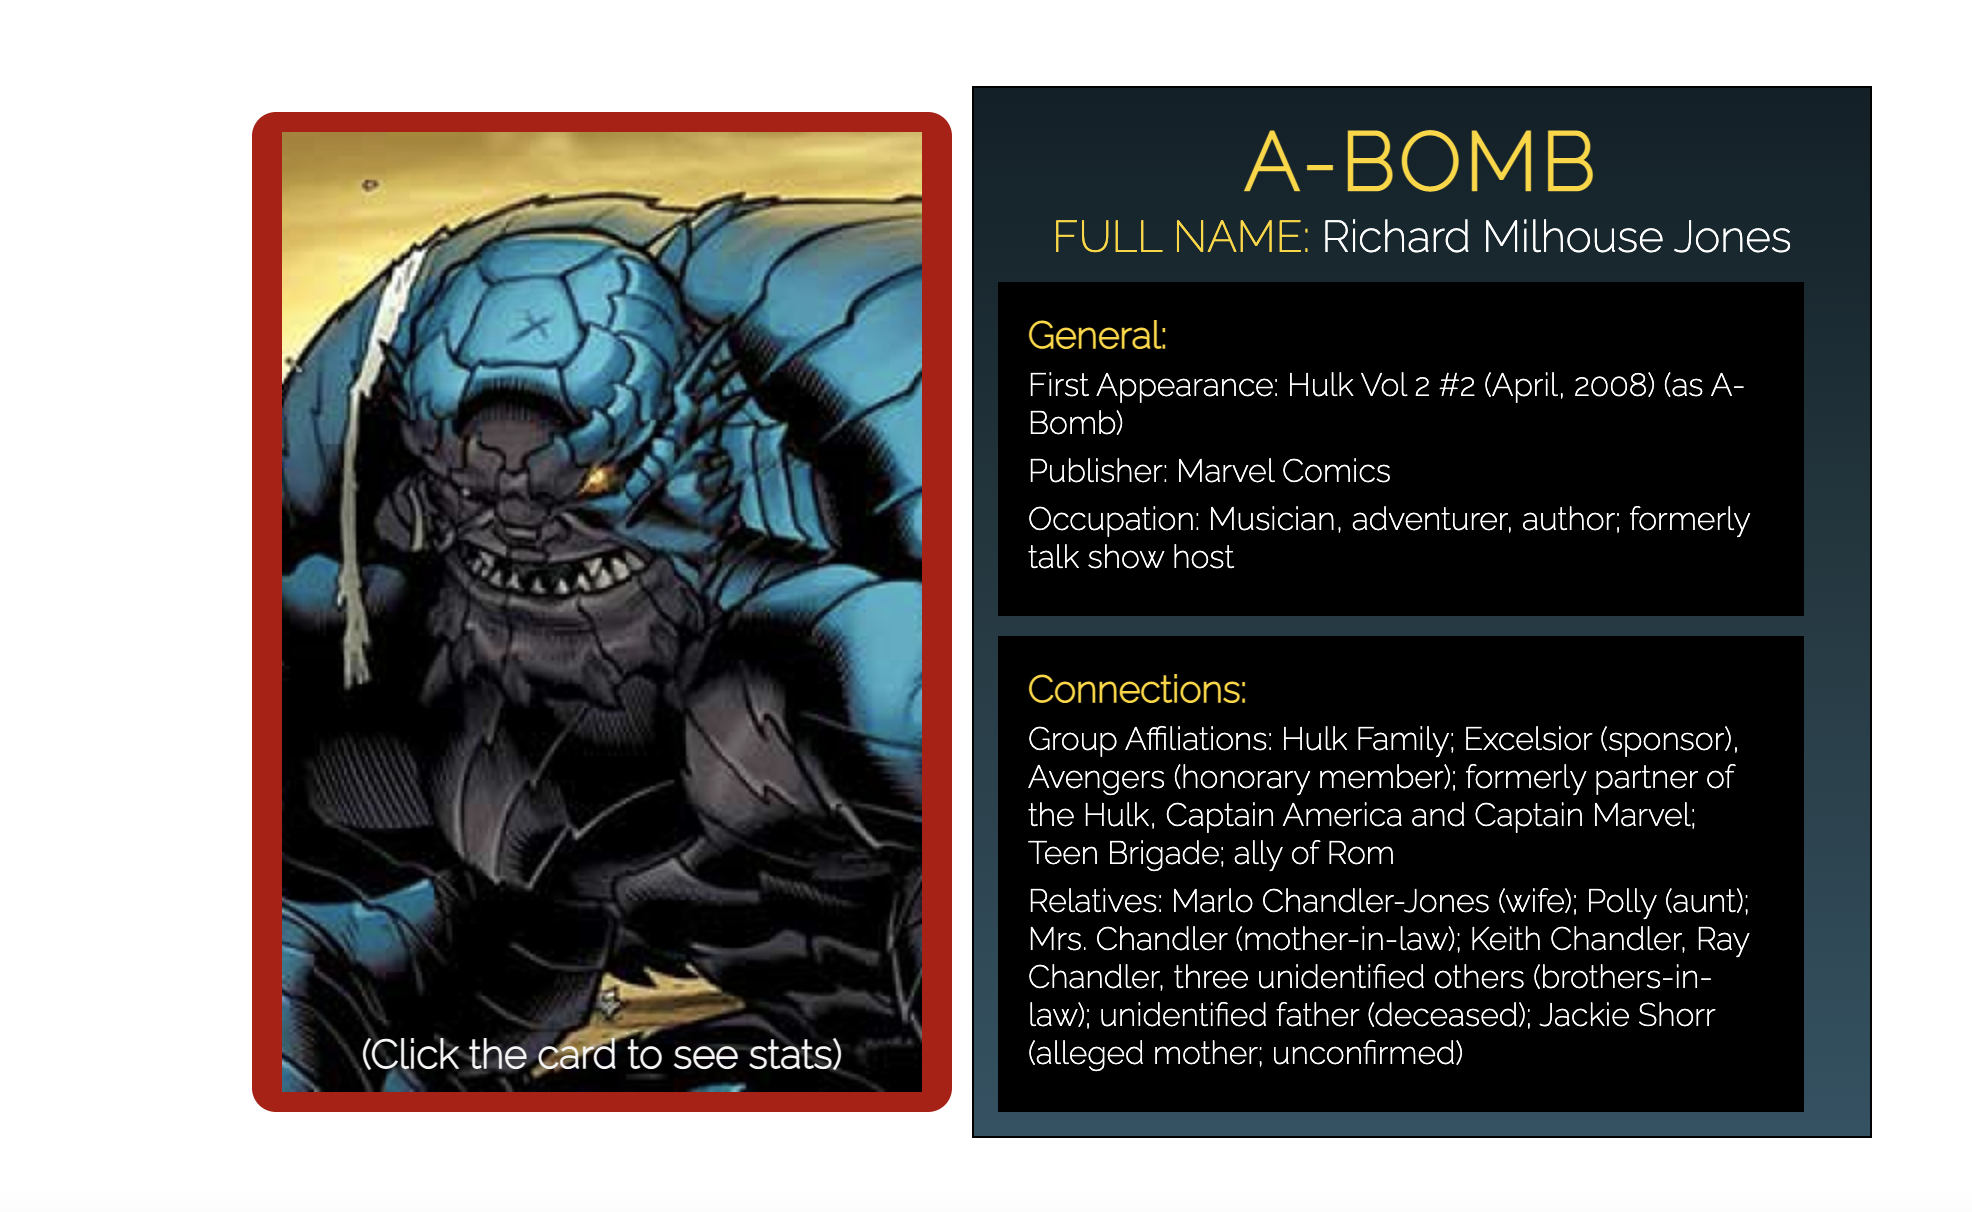 (Click the card to see stats)
A-BOMB
FULL NAME: Richard Milhouse Jones
General:
First Appearance: Hulk Vol 2 #2 (April, 2008) (as A-
Bomb)
Publisher: Marvel Comics
Occupation: Musician, adventurer, author; formerly
talk show host
Connections:
Group Affiliations: Hulk Family; Excelsior (sponsor),
Avengers (honorary member); formerly partner of
the Hulk, Captain America and Captain Marvel;
Teen Brigade; ally of Rom
Relatives: Marlo Chandler-Jones (wife); Polly (aunt);
Mrs. Chandler (mother-in-law); Keith Chandler, Ray
Chandler, three unidentified others (brothers-in-
law); unidentified father (deceased); Jackie Shorr
(alleged mother; unconfirmed)